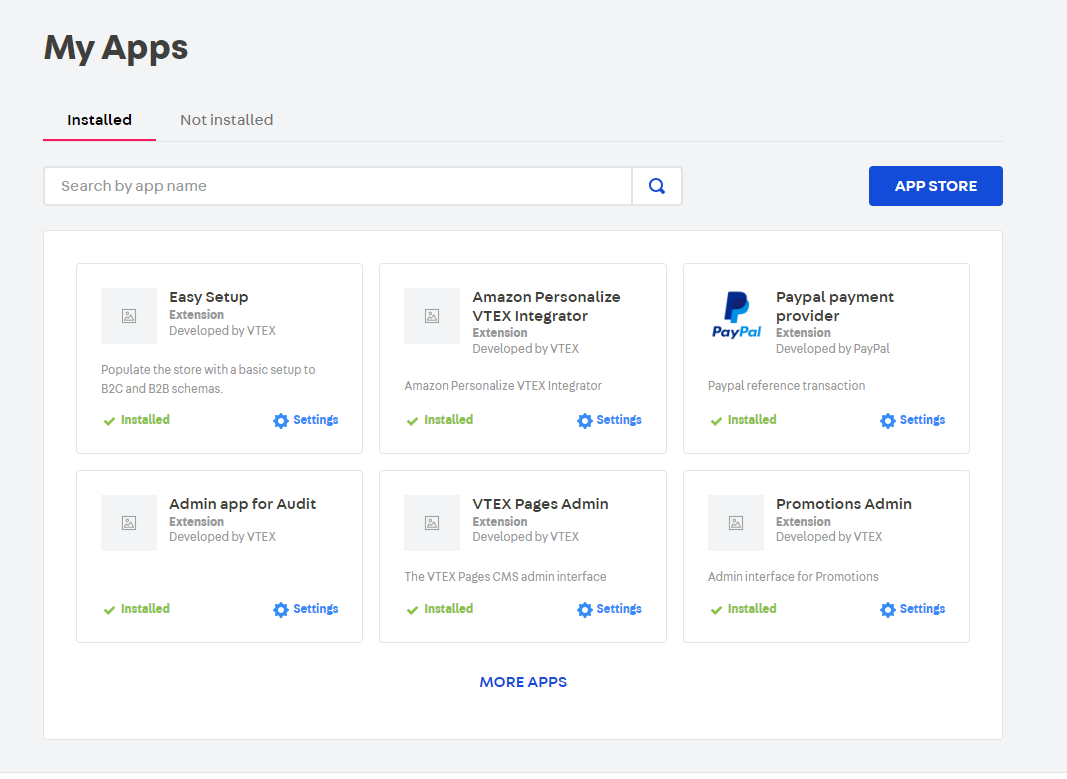 My Apps
Installed
Not installed
Search by app name
APP STORE
Easy Setup
Extension
Developed by VTEX
Populate the store with a basic setup to
B2C and B2B schemas.
Installed
Settings
Amazon Personalize
VTEX Integrator
Extension
Developed by VTEX
Amazon Personalize VTEX Integrator
Installed
Settings
PayPal
Paypal payment
provider
Extension
Developed by PayPal
Paypal reference transaction
Installed
Settings
Admin app for Audit
Extension
Developed by VTEX
Installed
Settings
VTEX Pages Admin
Extension
Developed by VTEX
The VTEX Pages CMS admin interface
Installed
Settings
Promotions Admin
Extension
Developed by VTEX
Admin interface for Promotions
Installed
Settings
MORE APPS